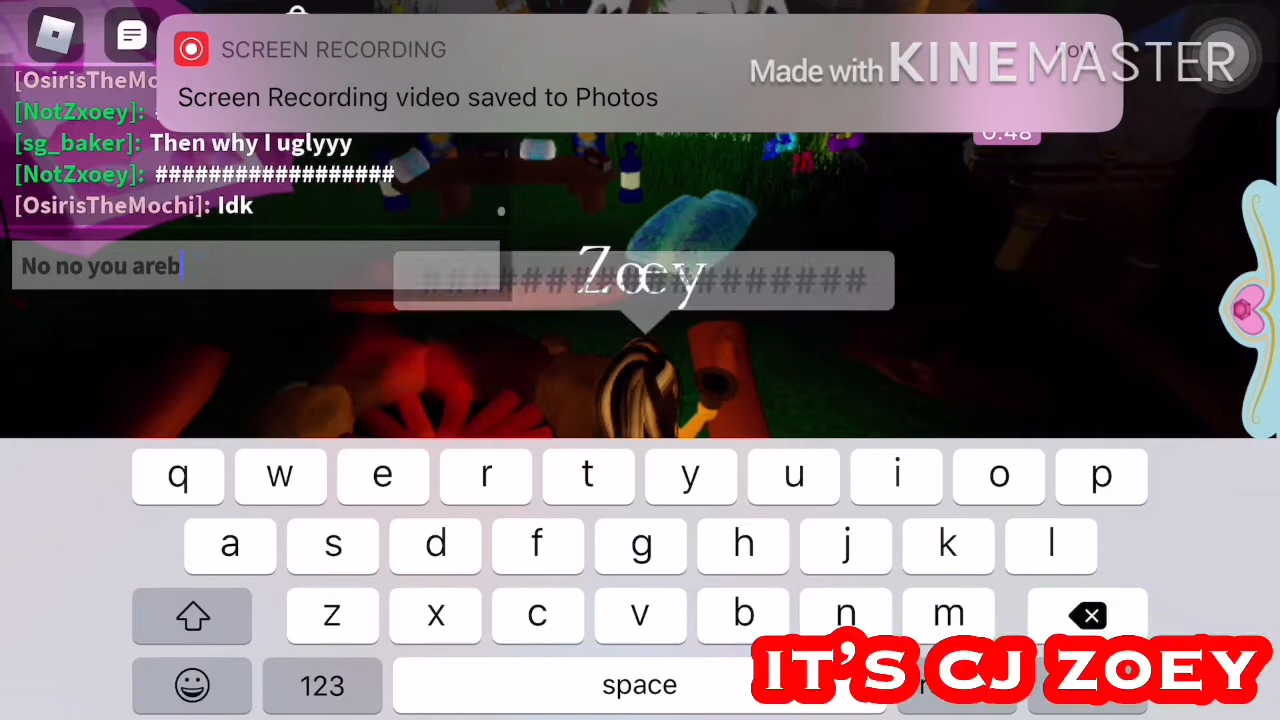 SCREEN RECORDING
now
Screen Recording video saved to Photos
Made with KINEMASTER
[OsirisTheMo
[NotZxoey]: #
[sg_baker]: Then why I uglyyy
[NotZxoey]: ##################
[OsirisTheMochi]: Idk
0:48
No no you areb
Zoey
q w e r t y u i o p
a s d f g h j k l
z x c v b n m
123 space
IT'S CJ ZOEY